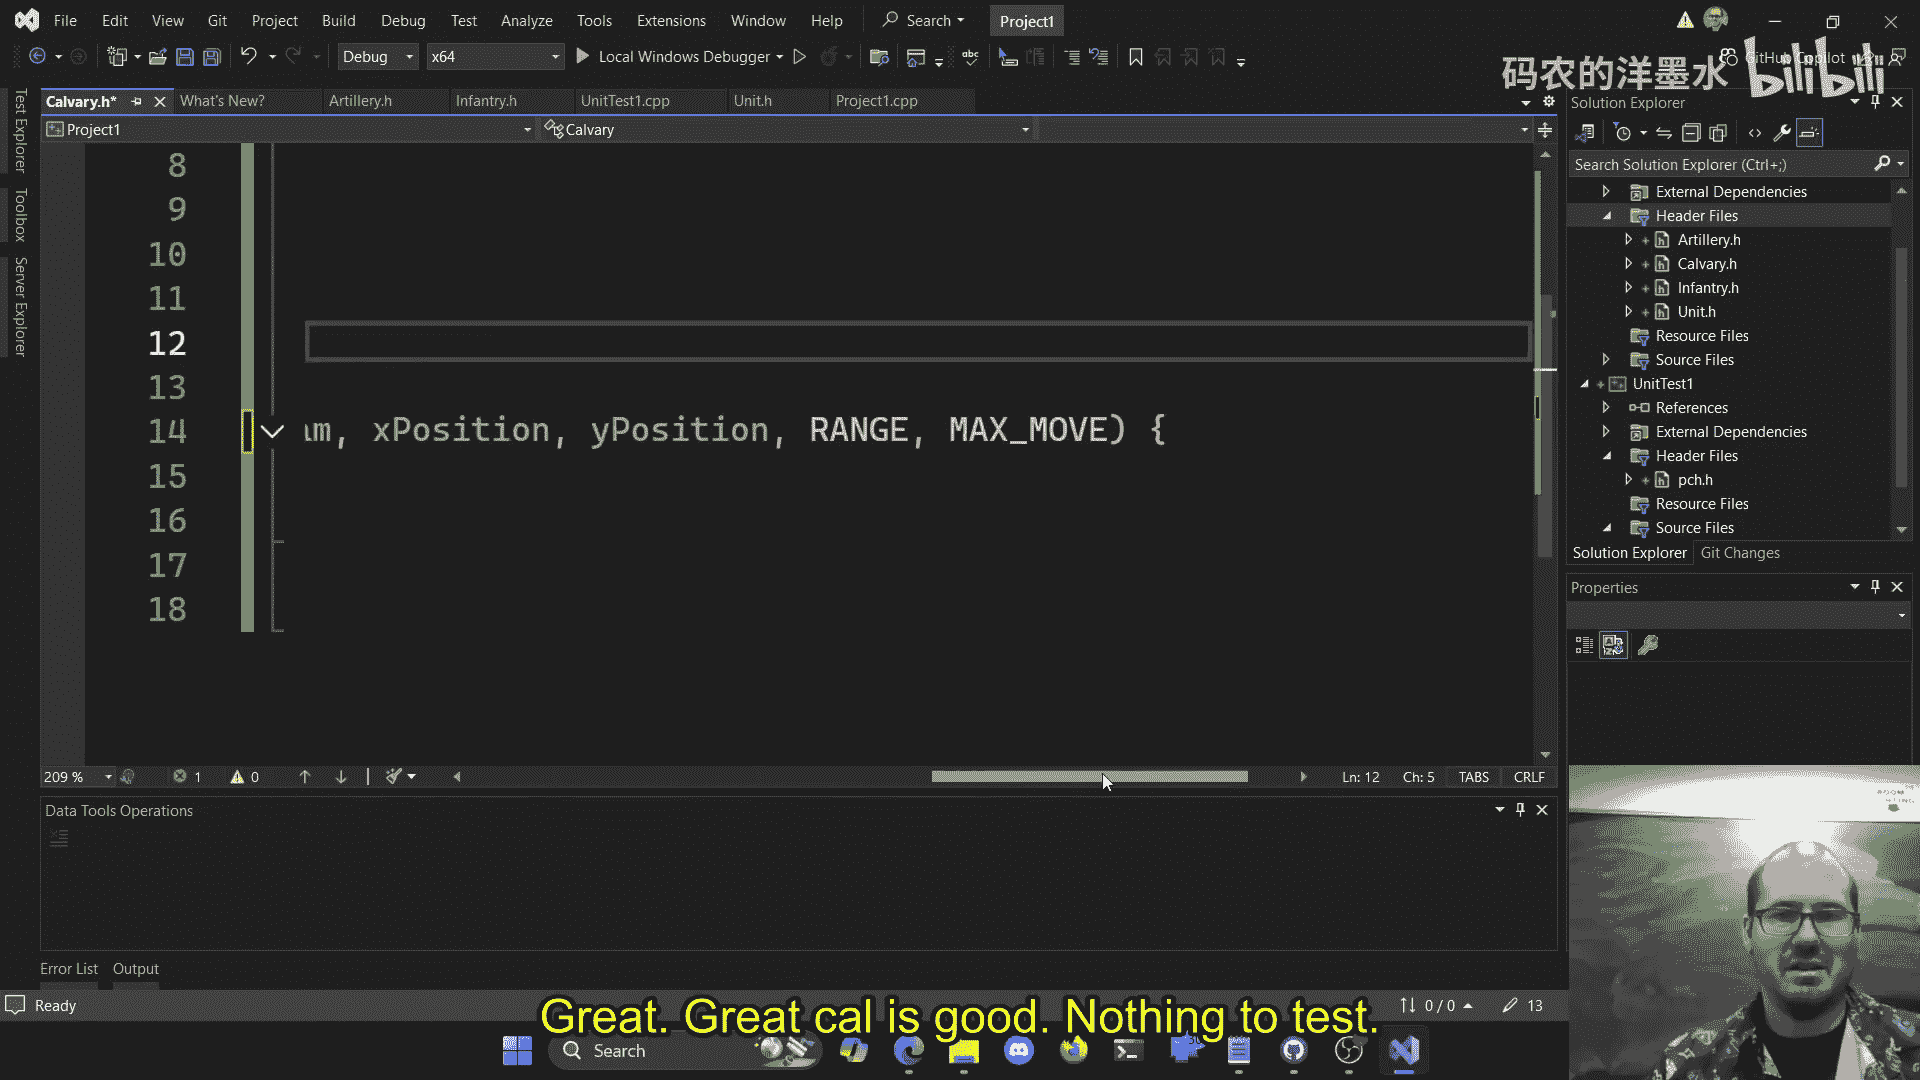 File Edit View Git Project Build Debug Test Analyze Tools Extensions Window Help Search Project1
Debug x64 Local Windows Debugger abc GitHub Copilot
码农的洋墨水 bilibili
Calvary.h* What's New? Artillery.h Infantry.h UnitTest1.cpp Unit.h Project1.cpp
Project1 Calvary
Test Explorer
Toolbox
Server Explorer
8
9
10
11
12
13
14 am, xPosition, yPosition, RANGE, MAX_MOVE) {
15
16
17
18
209 % 1 0 Ln: 12 Ch: 5 TABS CRLF
Data Tools Operations
Error List Output
Ready 0 / 0 13
Solution Explorer
Search Solution Explorer (Ctrl+;)
External Dependencies
Header Files
Artillery.h
Calvary.h
Infantry.h
Unit.h
Resource Files
Source Files
UnitTest1
References
External Dependencies
Header Files
pch.h
Resource Files
Source Files
Solution Explorer Git Changes
Properties
Great. Great cal is good. Nothing to test.
Search